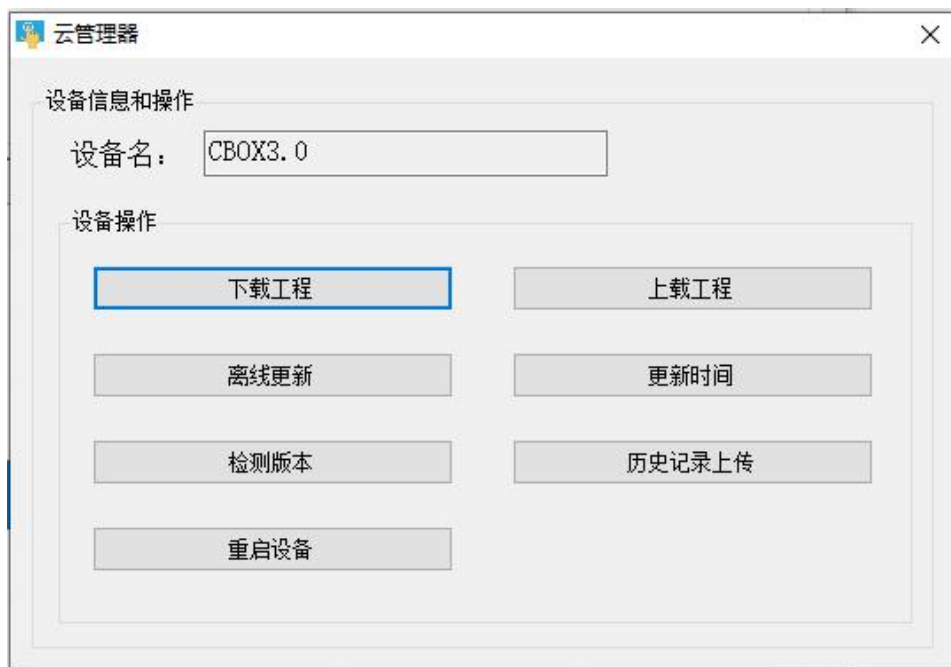 云管理器
设备信息和操作
设备名： CBOX3.0
设备操作
下载工程 上载工程
离线更新 更新时间
检测版本 历史记录上传
重启设备